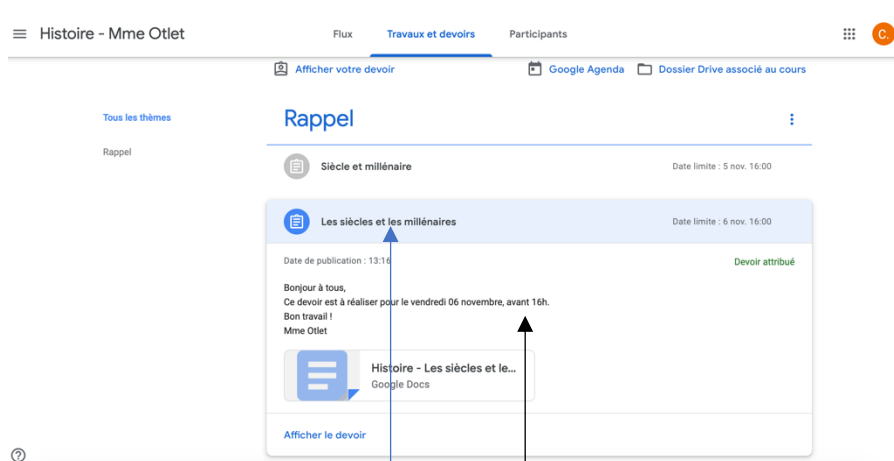 Histoire - Mme Otlet
Flux
Travaux et devoirs
Participants
C.
Afficher votre devoir
Google Agenda
Dossier Drive associé au cours
Tous les thèmes
Rappel
Rappel
Siècle et millénaire
Date limite : 5 nov. 16:00
Les siècles et les millénaires
Date limite : 6 nov. 16:00
Date de publication : 13:16
Devoir attribué
Bonjour à tous,
Ce devoir est à réaliser pour le vendredi 06 novembre, avant 16h.
Bon travail !
Mme Otlet
Histoire - Les siècles et le...
Google Docs
Afficher le devoir